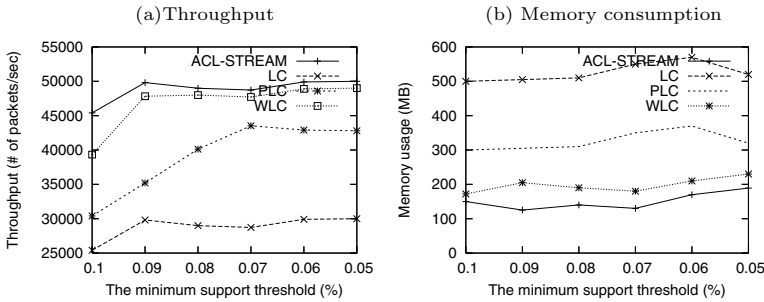 (a)Throughput
55000
50000
45000
40000
35000
30000
25000
0.1 0.09 0.08 0.07 0.06 0.05
Throughput (# of packets/sec)
The minimum support threshold (%)
ACL-STREAM
LC
PLC
WLC
(b) Memory consumption
600
500
400
300
200
100
0
0.1 0.09 0.08 0.07 0.06 0.05
Memory usage (MB)
The minimum support threshold (%)
ACL-STREAM
LC
PLC
WLC